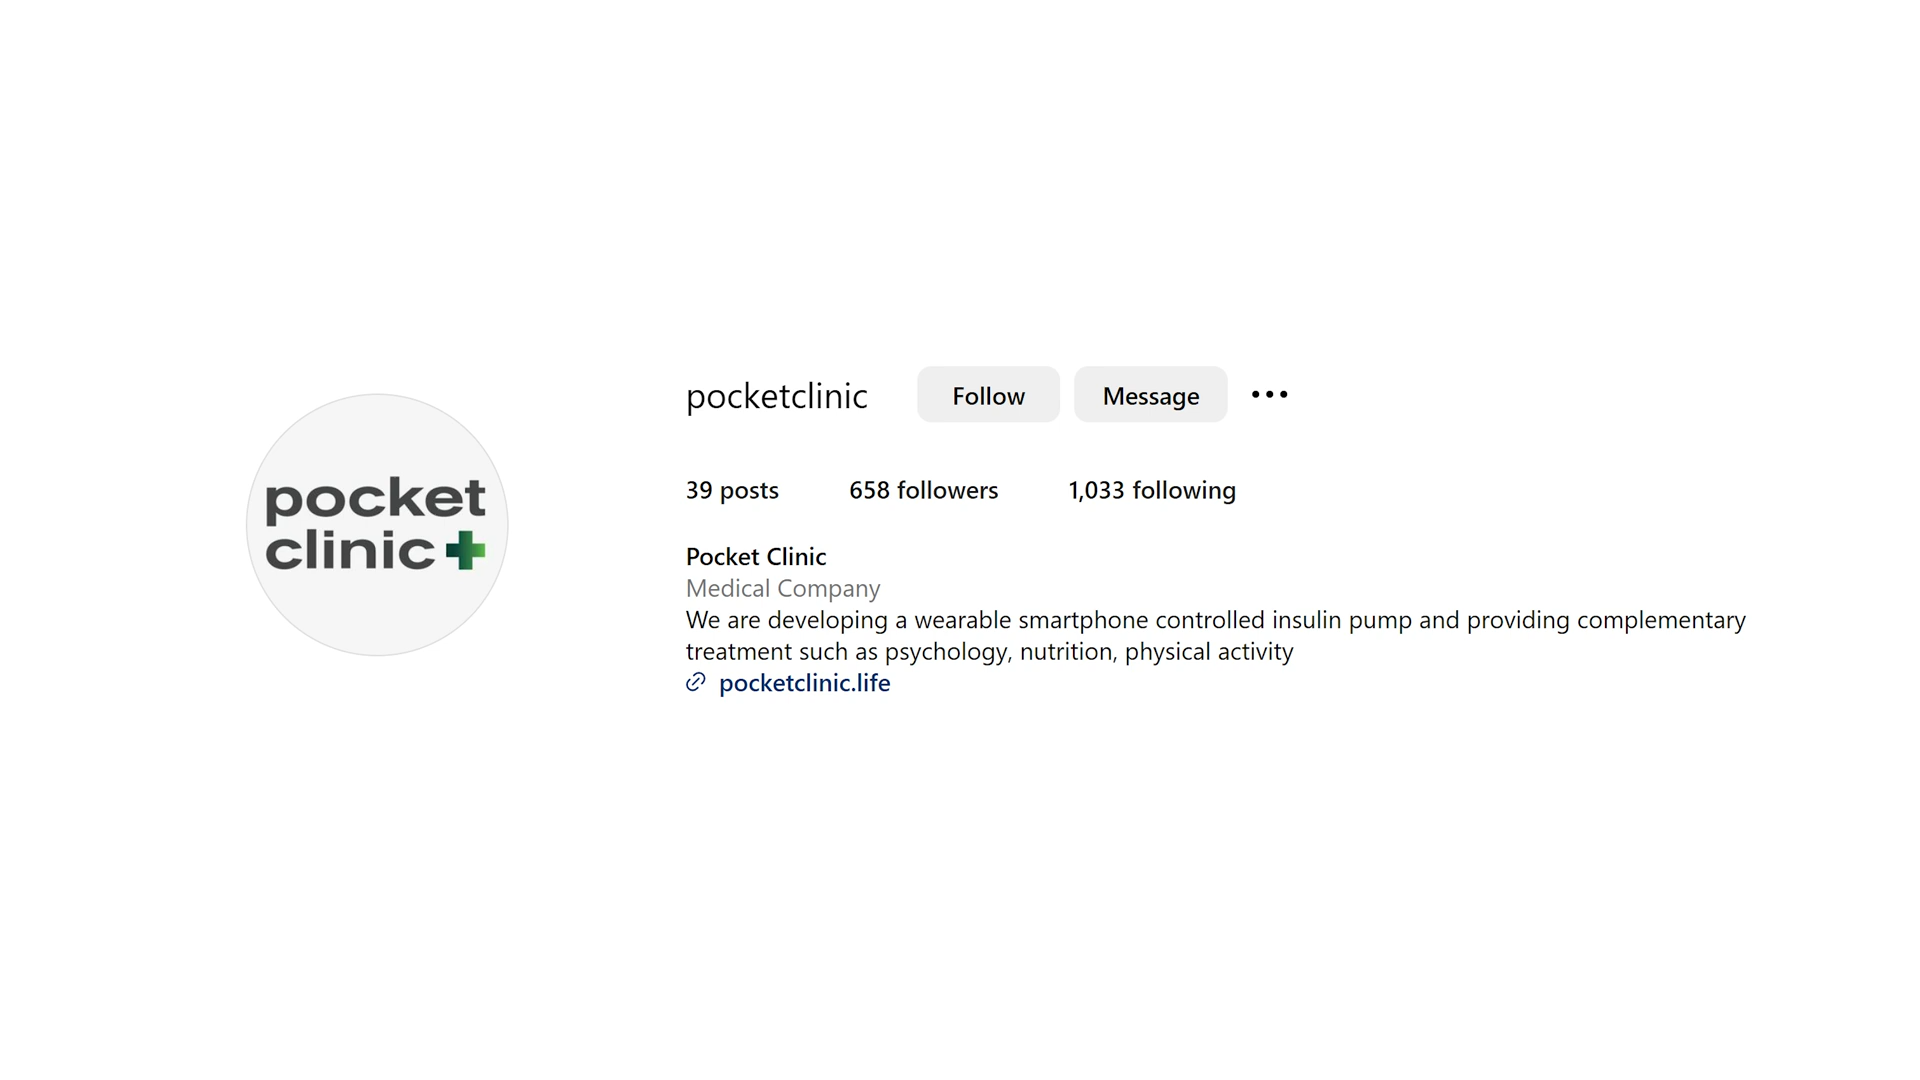 pocket
clinic
pocketclinic Follow Message
39 posts 658 followers 1,033 following
Pocket Clinic
Medical Company
We are developing a wearable smartphone controlled insulin pump and providing complementary
treatment such as psychology, nutrition, physical activity
pocketclinic.life